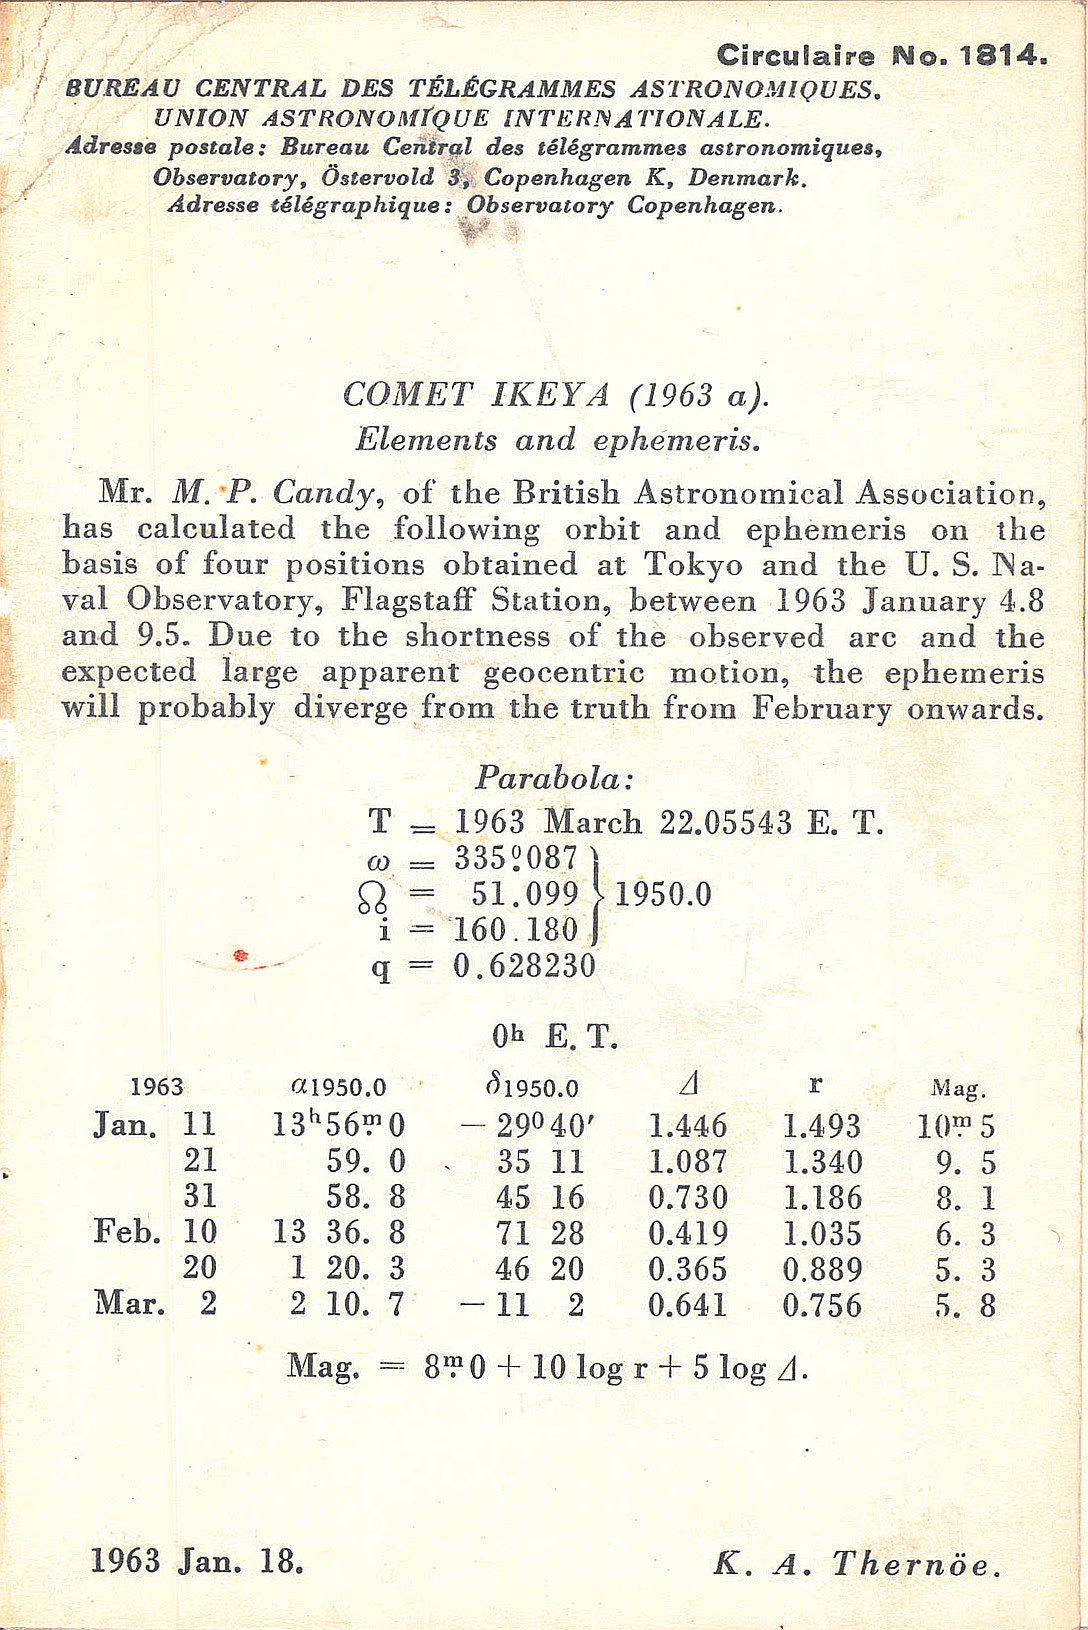 Circulaire No. 1814.
BUREAU CENTRAL DES TÉLÉGRAMMES ASTRONOMIQUES.
UNION ASTRONOMIQUE INTERNATIONALE.
Adresse postale: Bureau Central des télégrammes astronomiques,
Observatory, Östervold 3, Copenhagen K, Denmark.
Adresse télégraphique: Observatory Copenhagen.
COMET IKEYA (1963 a).
Elements and ephemeris.
Mr. M. P. Candy, of the British Astronomical Association,
has calculated the following orbit and ephemeris on the
basis of four positions obtained at Tokyo and the U. S. Na-
val Observatory, Flagstaff Station, between 1963 January 4.8
and 9.5. Due to the shortness of the observed arc and the
expected large apparent geocentric motion, the ephemeris
will probably diverge from the truth from February onwards.
Parabola:
T = 1963 March 22.05543 E. T.
ω = 335°.087
☊ = 51.099 } 1950.0
i = 160.180
q = 0.628230
0ʰ E. T.
1963 α1950.0 δ1950.0 Δ r Mag.
Jan. 11 13ʰ56ᵐ.0 — 29°40′ 1.446 1.493 10ᵐ.5
21 59. 0 35 11 1.087 1.340 9. 5
31 58. 8 45 16 0.730 1.186 8. 1
Feb. 10 13 36. 8 71 28 0.419 1.035 6. 3
20 1 20. 3 46 20 0.365 0.889 5. 3
Mar. 2 2 10. 7 — 11 2 0.641 0.756 5. 8
Mag. = 8ᵐ.0 + 10 log r + 5 log Δ.
1963 Jan. 18. K. A. Thernöe.